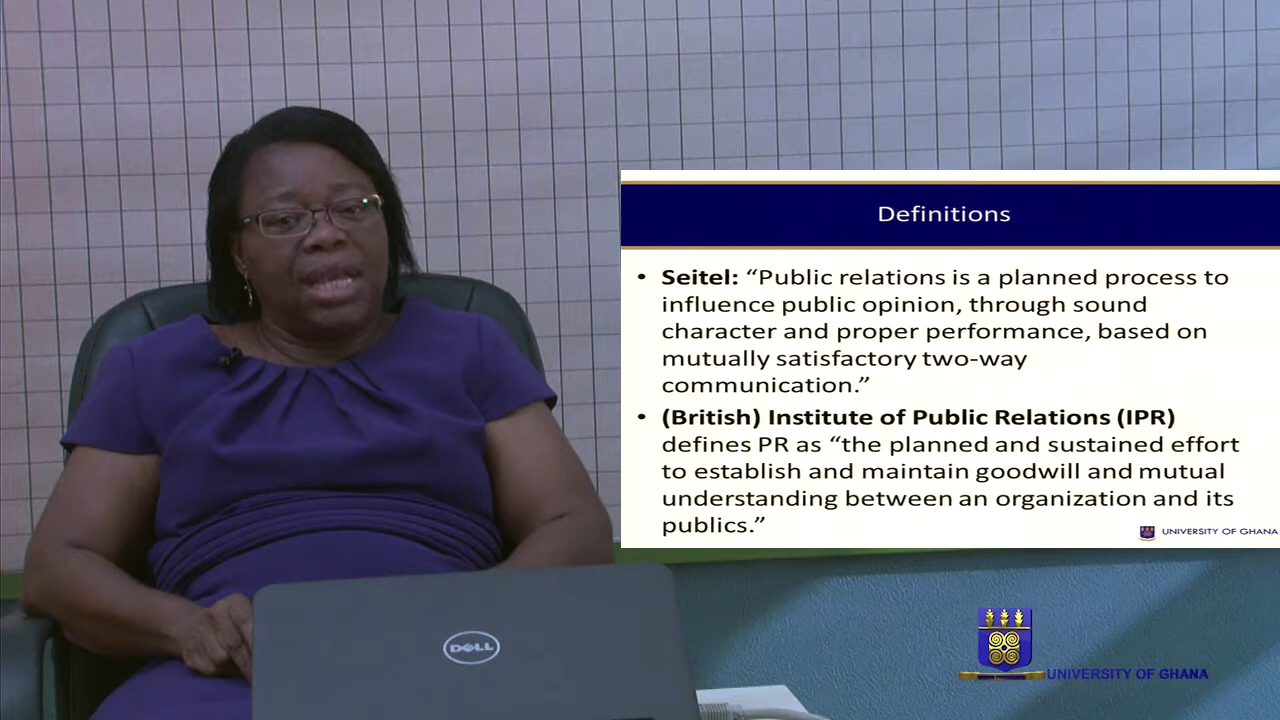 Definitions
• Seitel: “Public relations is a planned process to
influence public opinion, through sound
character and proper performance, based on
mutually satisfactory two-way
communication.”
• (British) Institute of Public Relations (IPR)
defines PR as “the planned and sustained effort
to establish and maintain goodwill and mutual
understanding between an organization and its
publics.”
UNIVERSITY OF GHANA
DELL
UNIVERSITY OF GHANA